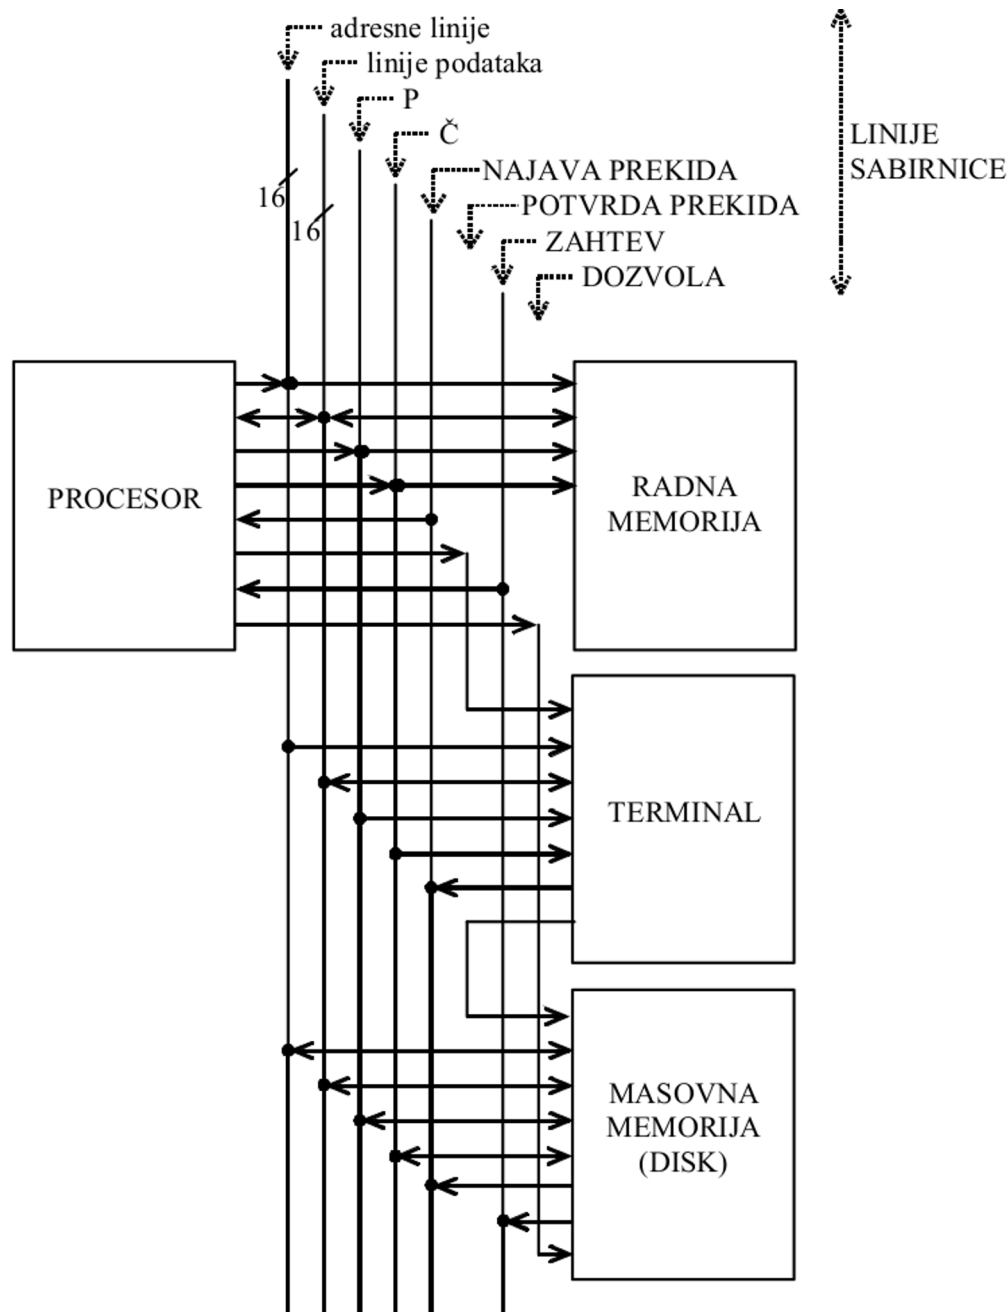 adresne linije
linije podataka
P
Č
NAJAVA PREKIDA
POTVRDA PREKIDA
ZAHTEV
DOZVOLA
LINIJE
SABIRNICE
16
16
PROCESOR
RADNA
MEMORIJA
TERMINAL
MASOVNA
MEMORIJA
(DISK)